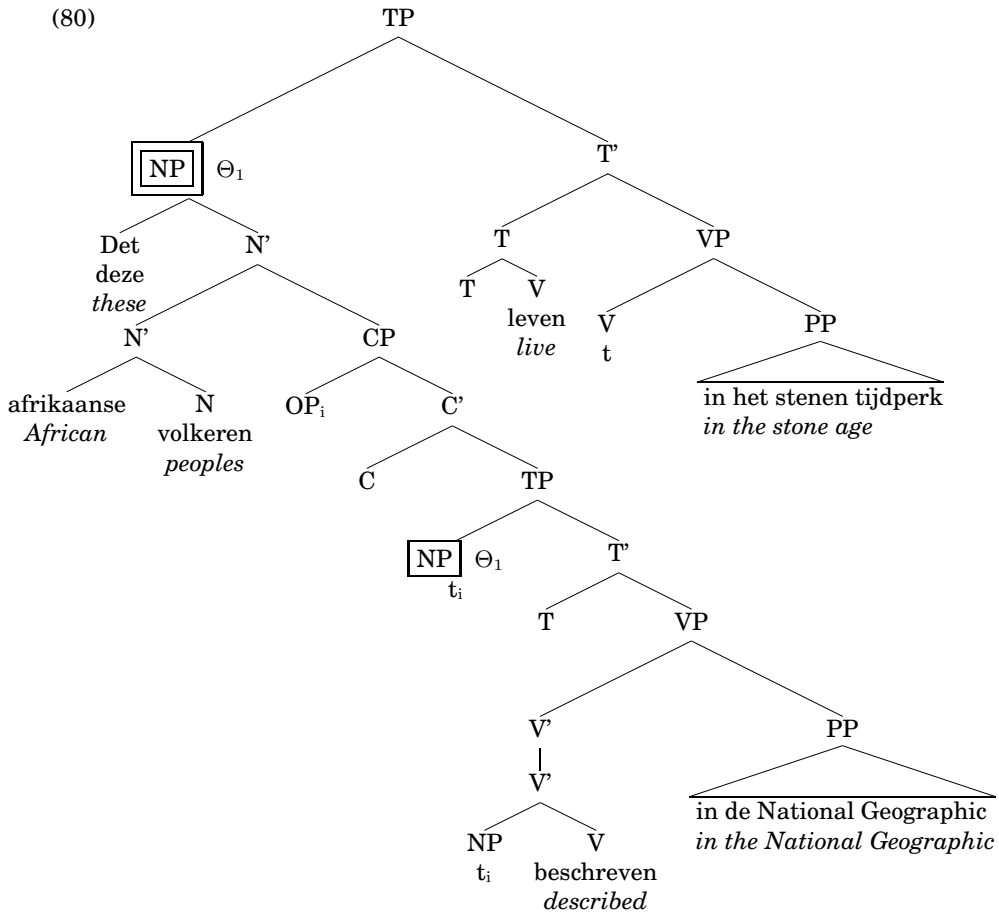 (80)
TP
NP Θ1
T'
Det
deze
these
N'
T
VP
T
V
leven
live
V
t
PP
in het stenen tijdperk
in the stone age
N'
CP
afrikaanse
African
N
volkeren
peoples
OPi
C'
C
TP
NP Θ1
ti
T'
T
VP
V'
PP
in de National Geographic
in the National Geographic
V'
NP
ti
V
beschreven
described